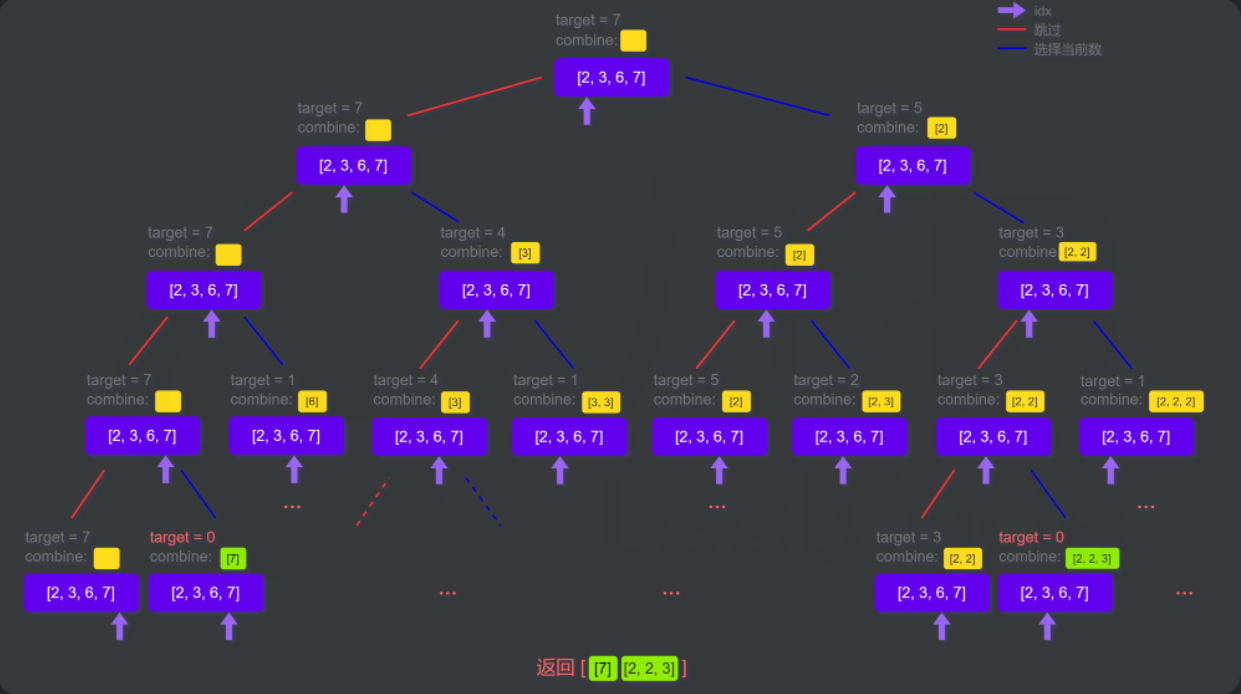 target = 7
combine:
[2, 3, 6, 7]
idx
跳过
选择当前数
target = 7
combine:
[2, 3, 6, 7]
target = 5
combine: [2]
[2, 3, 6, 7]
target = 7
combine:
[2, 3, 6, 7]
target = 4
combine: [3]
[2, 3, 6, 7]
target = 5
combine: [2]
[2, 3, 6, 7]
target = 3
combine [2, 2]
[2, 3, 6, 7]
target = 7
combine:
[2, 3, 6, 7]
target = 1
combine: [6]
[2, 3, 6, 7]
...
target = 4
combine: [3]
[2, 3, 6, 7]
target = 1
combine: [3, 3]
[2, 3, 6, 7]
target = 5
combine: [2]
[2, 3, 6, 7]
...
target = 2
combine: [2, 3]
[2, 3, 6, 7]
target = 3
combine: [2, 2]
[2, 3, 6, 7]
target = 1
combine: [2, 2, 2]
[2, 3, 6, 7]
...
target = 7
combine:
[2, 3, 6, 7]
target = 0
combine: [7]
[2, 3, 6, 7]
...
...
target = 3
combine: [2, 2]
[2, 3, 6, 7]
target = 0
combine: [2, 2, 3]
[2, 3, 6, 7]
...
返回 [ [7] [2, 2, 3] ]